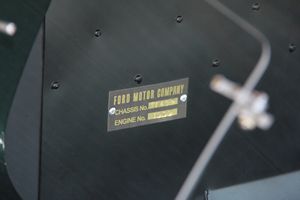 FORD MOTOR COMPANY
CHASSIS No.
ENGINE No.